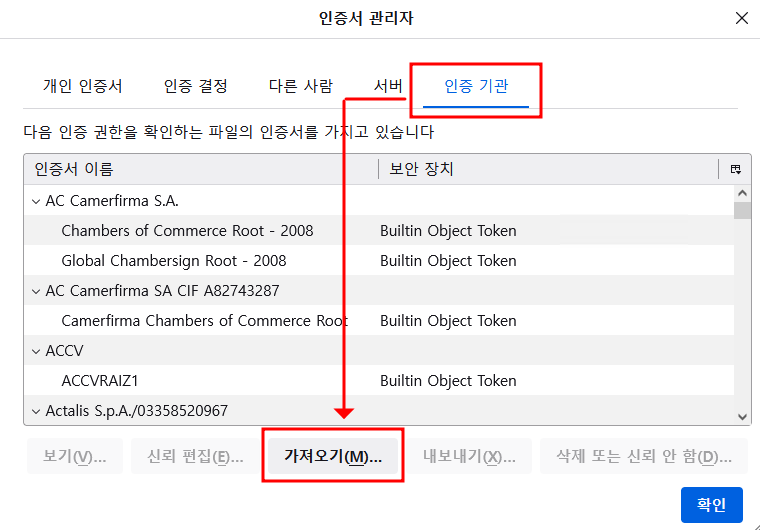 인증서 관리자
개인 인증서 인증 결정 다른 사람 서버 인증 기관
다음 인증 권한을 확인하는 파일의 인증서를 가지고 있습니다
인증서 이름 보안 장치
AC Camerfirma S.A.
Chambers of Commerce Root - 2008 Builtin Object Token
Global Chambersign Root - 2008 Builtin Object Token
AC Camerfirma SA CIF A82743287
Camerfirma Chambers of Commerce Root Builtin Object Token
ACCV
ACCVRAIZ1 Builtin Object Token
Actalis S.p.A./03358520967
보기(V)... 신뢰 편집(E)... 가져오기(M)... 내보내기(X)... 삭제 또는 신뢰 안 함(D)...
확인